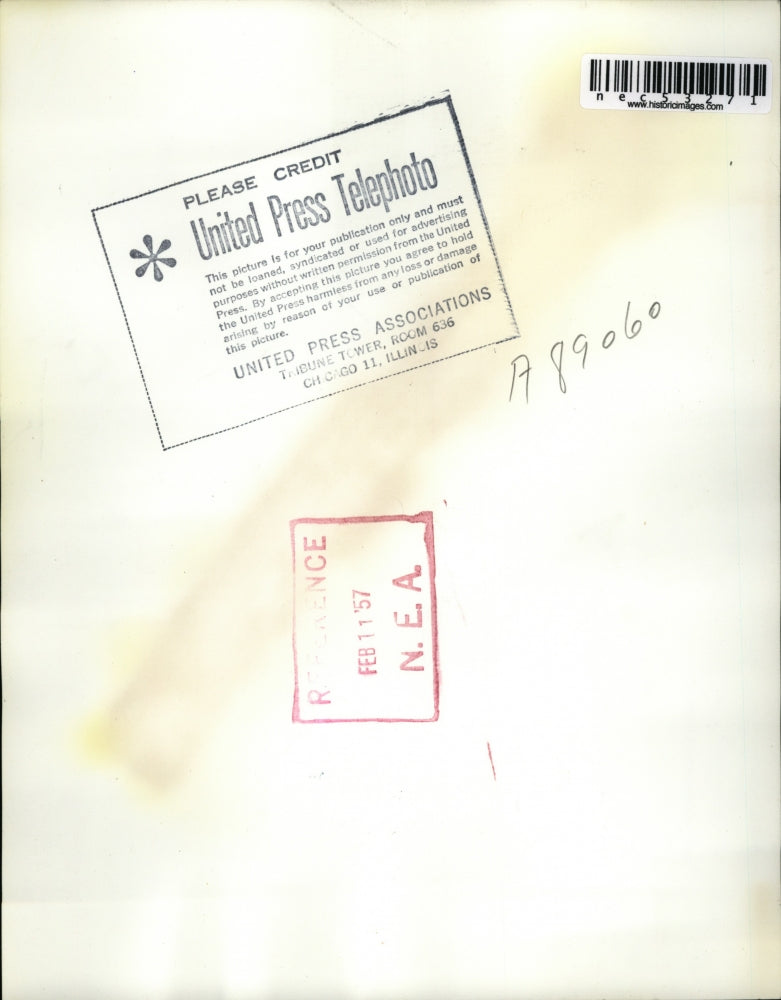 nec53271
www.historicimages.com
PLEASE CREDIT
* United Press Telephoto
This picture is for your publication only and must
not be loaned, syndicated or used for advertising
purposes without written permission from the United
Press. By accepting this picture you agree to hold
the United Press harmless from any loss or damage
arising by reason of your use or publication of
this picture.
UNITED PRESS ASSOCIATIONS
TRIBUNE TOWER, ROOM 636
CHICAGO 11, ILLINOIS
A89060
REFERENCE
FEB 11 '57
N. E. A.